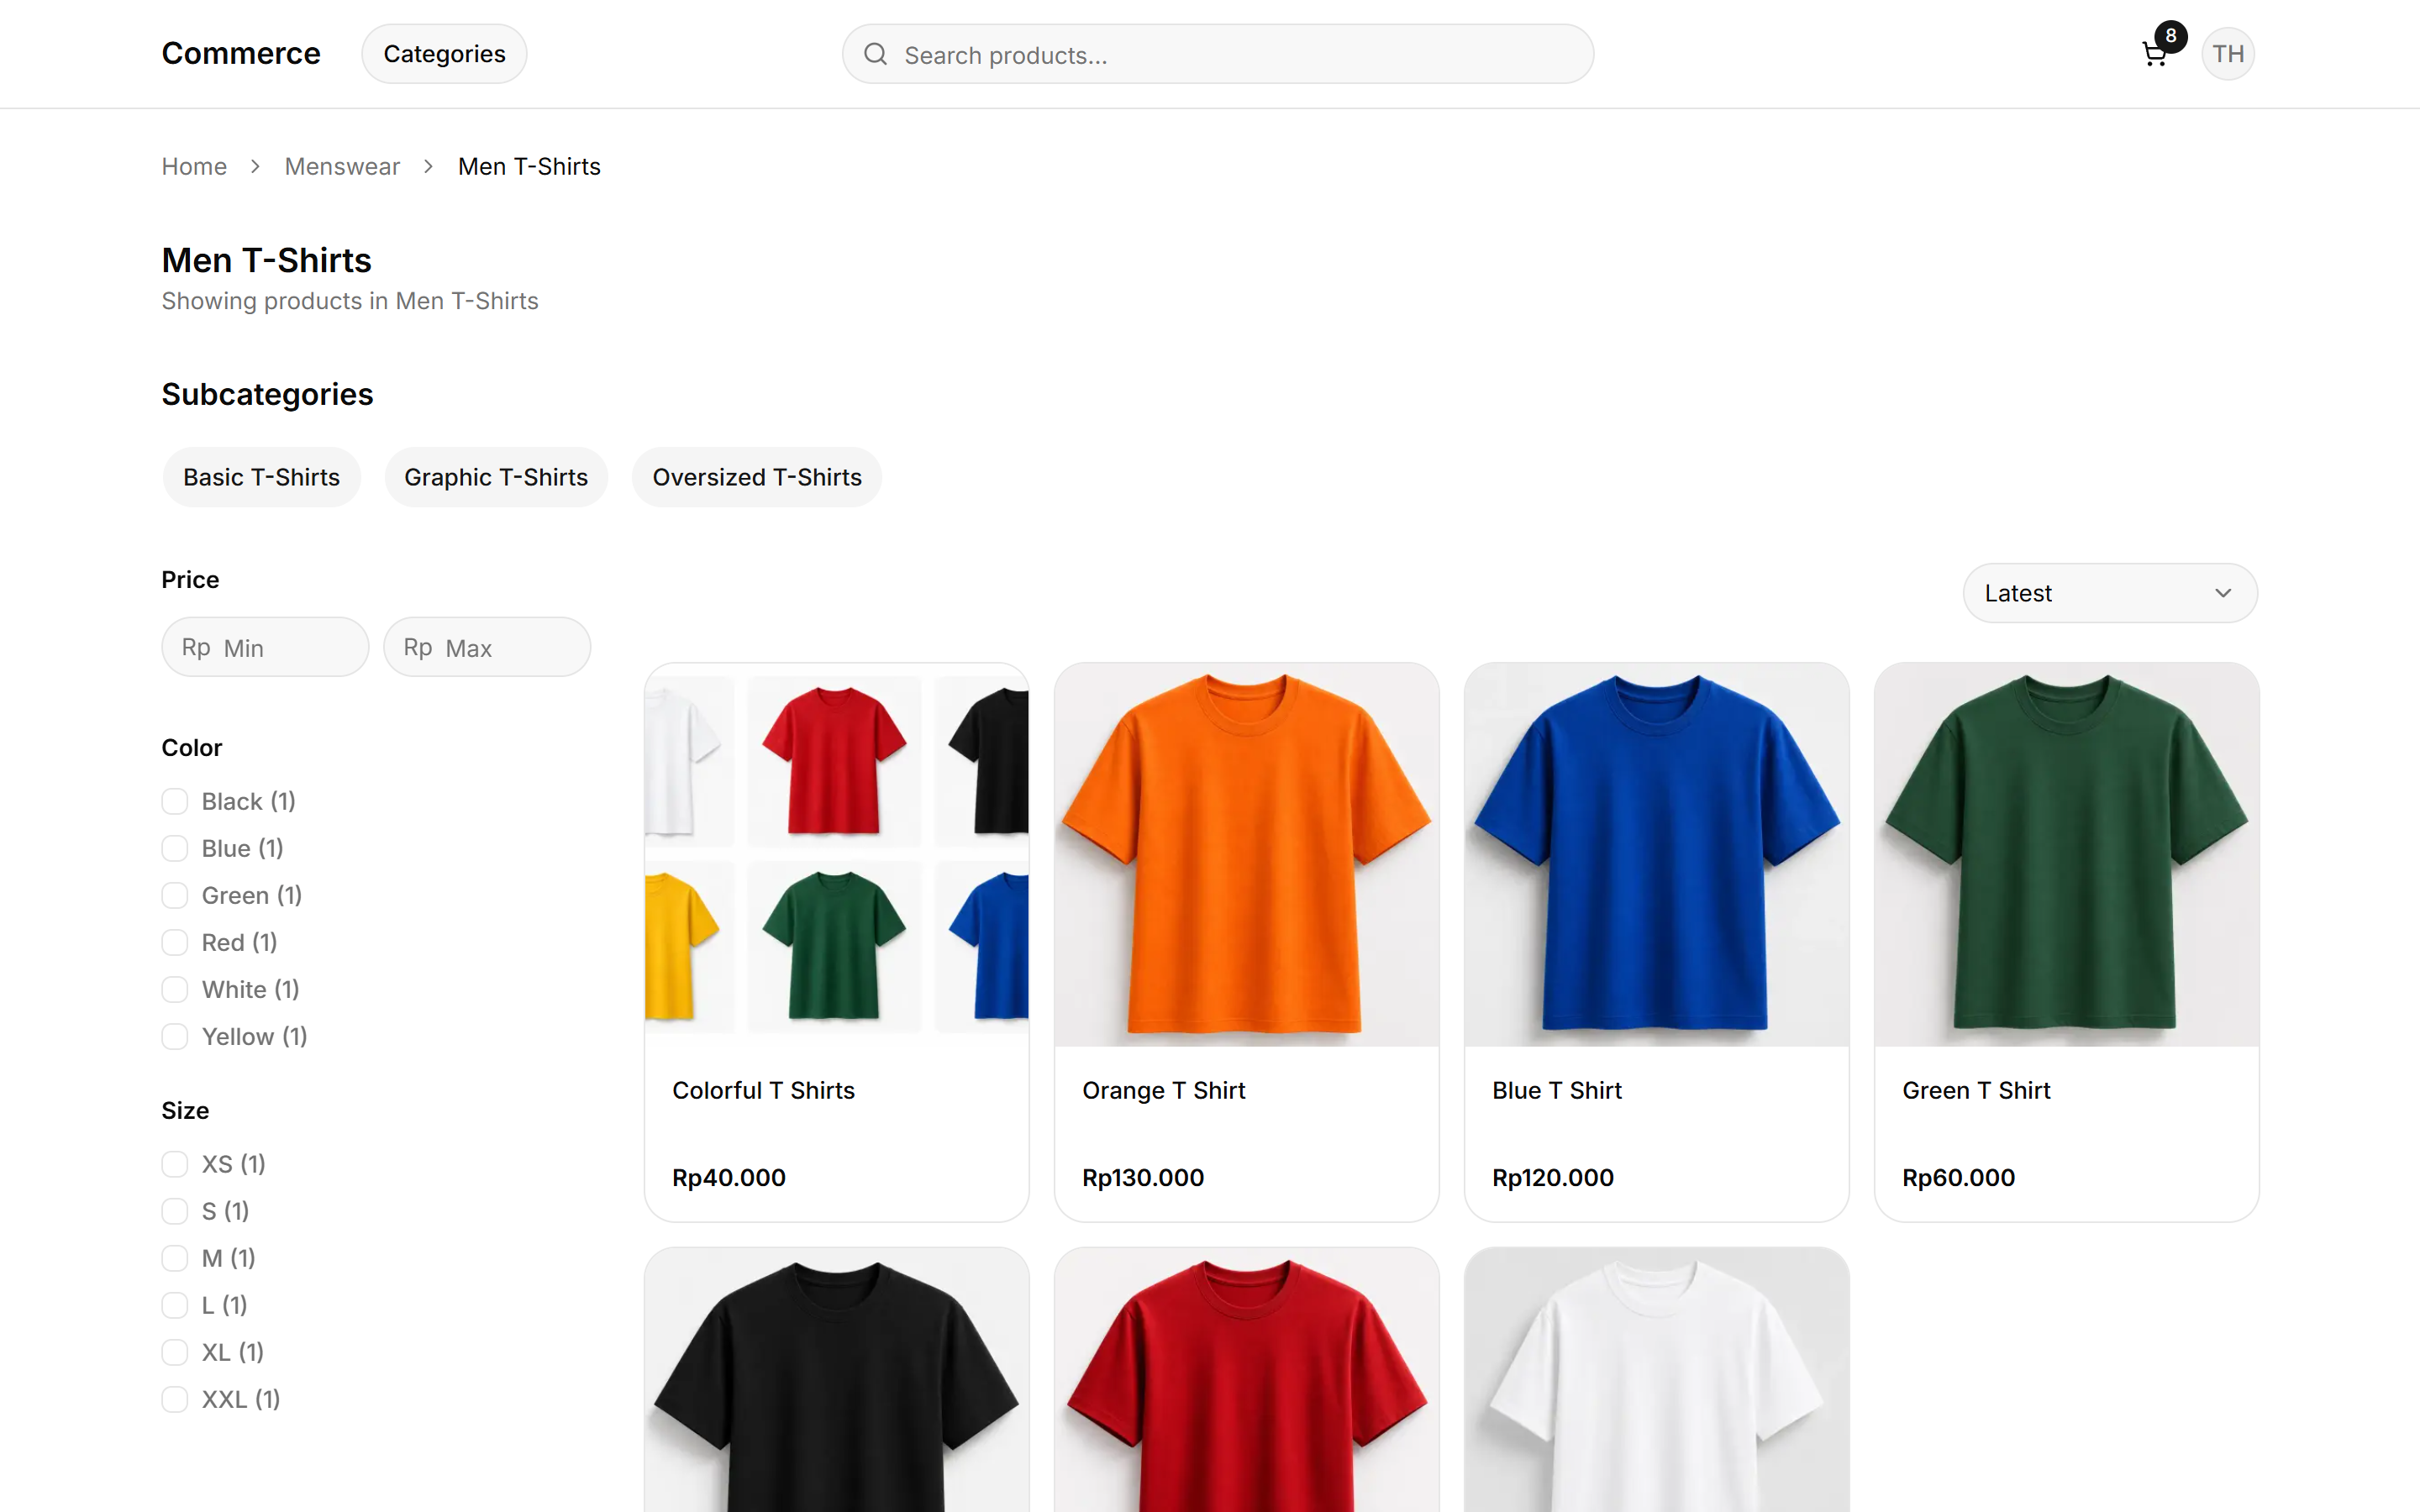 Commerce
Categories
Search products...
8
TH
Home
Menswear
Men T-Shirts
Men T-Shirts
Showing products in Men T-Shirts
Subcategories
Basic T-Shirts
Graphic T-Shirts
Oversized T-Shirts
Price
Rp Min
Rp Max
Color
Black (1)
Blue (1)
Green (1)
Red (1)
White (1)
Yellow (1)
Size
XS (1)
S (1)
M (1)
L (1)
XL (1)
XXL (1)
Latest
Colorful T Shirts
Rp40.000
Orange T Shirt
Rp130.000
Blue T Shirt
Rp120.000
Green T Shirt
Rp60.000